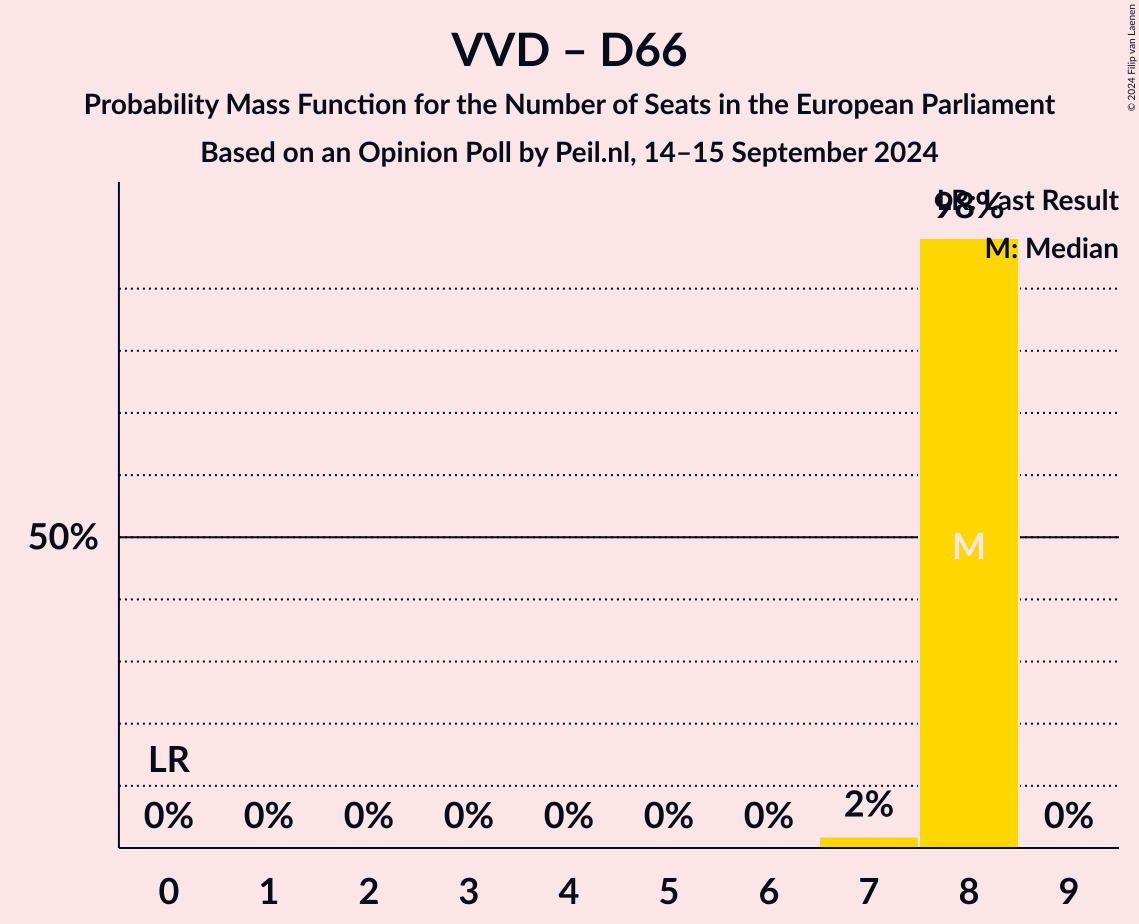 VVD – D66
Probability Mass Function for the Number of Seats in the European Parliament
Based on an Opinion Poll by Peil.nl, 14–15 September 2024
© 2024 Filip van Laenen
98%
LR: Last Result
M: Median
50%
M
LR
0% 0% 0% 0% 0% 0% 0% 2% 0%
0 1 2 3 4 5 6 7 8 9